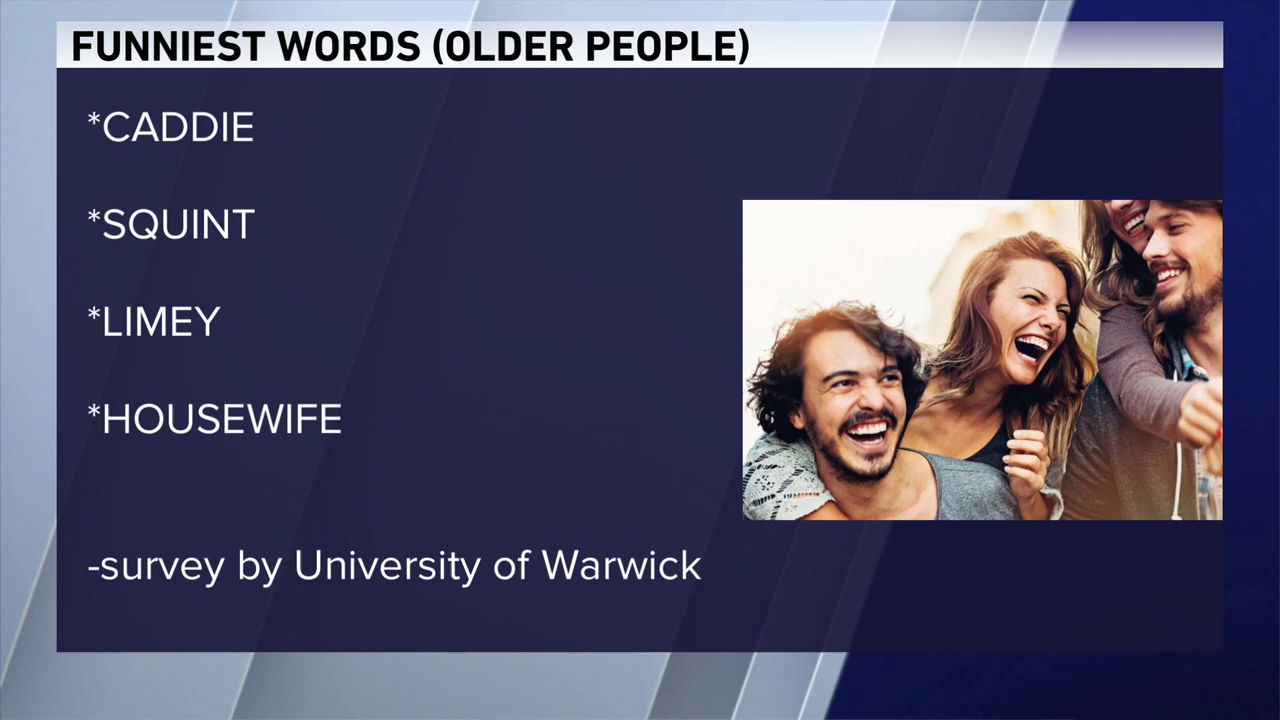 FUNNIEST WORDS (OLDER PEOPLE)
*CADDIE
*SQUINT
*LIMEY
*HOUSEWIFE
-survey by University of Warwick